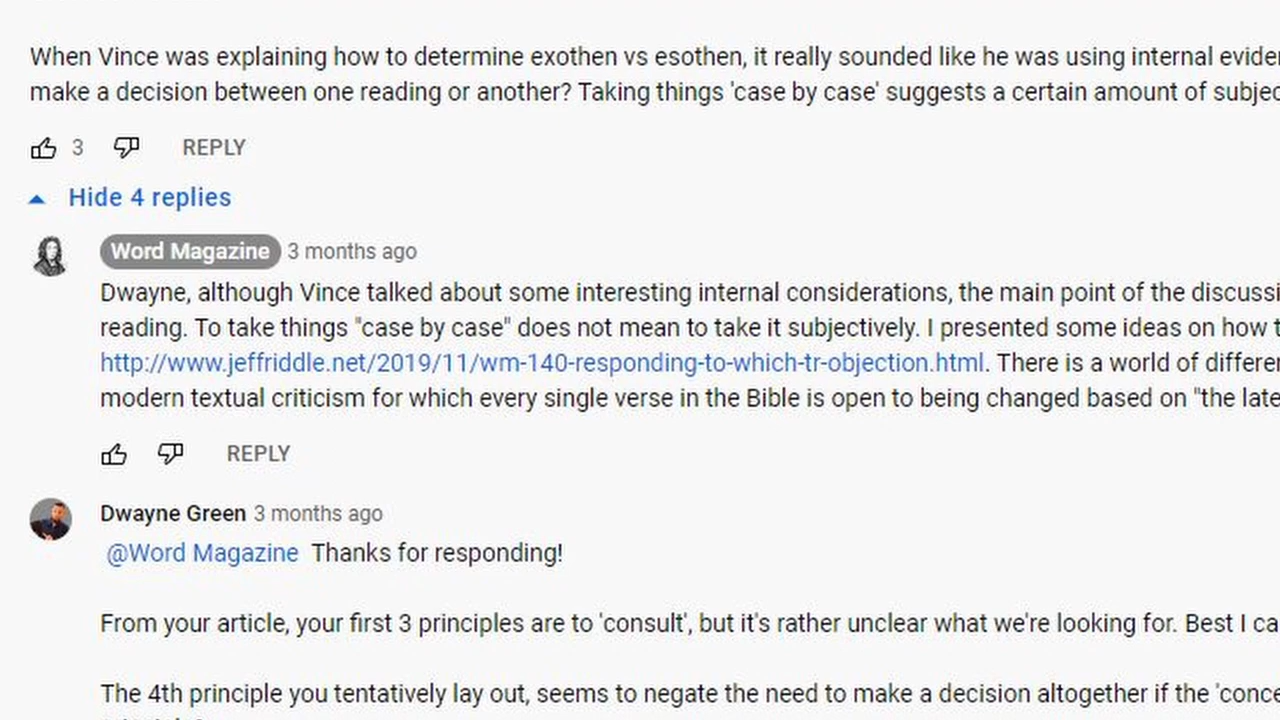 When Vince was explaining how to determine exothen vs esothen, it really sounded like he was using internal
make a decision between one reading or another? Taking things 'case by case' suggests a certain amount of
3 REPLY
Hide 4 replies
Word Magazine 3 months ago
Dwayne, although Vince talked about some interesting internal considerations, the main point of the
reading. To take things "case by case" does not mean to take it subjectively. I presented some ideas on how
http://www.jeffriddle.net/2019/11/wm-140-responding-to-which-tr-objection.html. There is a world of
modern textual criticism for which every single verse in the Bible is open to being changed based on "the
REPLY
Dwayne Green 3 months ago
@Word Magazine Thanks for responding!
From your article, your first 3 principles are to 'consult', but it's rather unclear what we're looking for. Best I
The 4th principle you tentatively lay out, seems to negate the need to make a decision altogether if the